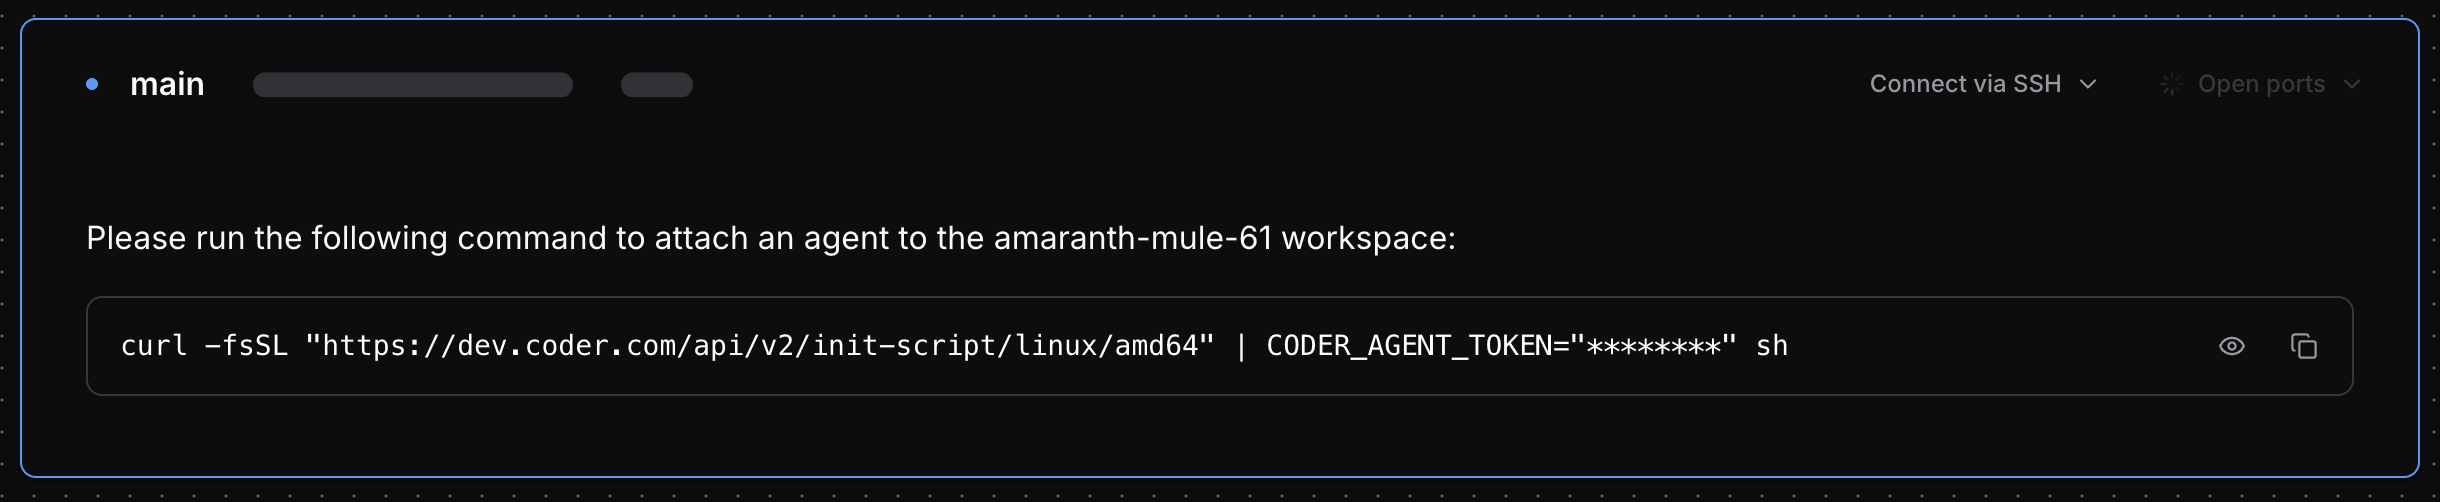 main
Connect via SSH
Open ports
Please run the following command to attach an agent to the amaranth-mule-61 workspace:
curl -fsSL "https://dev.coder.com/api/v2/init-script/linux/amd64" | CODER_AGENT_TOKEN="********" sh